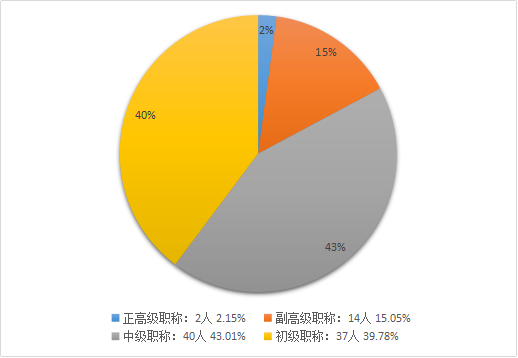 2%
15%
40%
43%
正高级职称：2人 2.15%
副高级职称：14人 15.05%
中级职称：40人 43.01%
初级职称：37人 39.78%